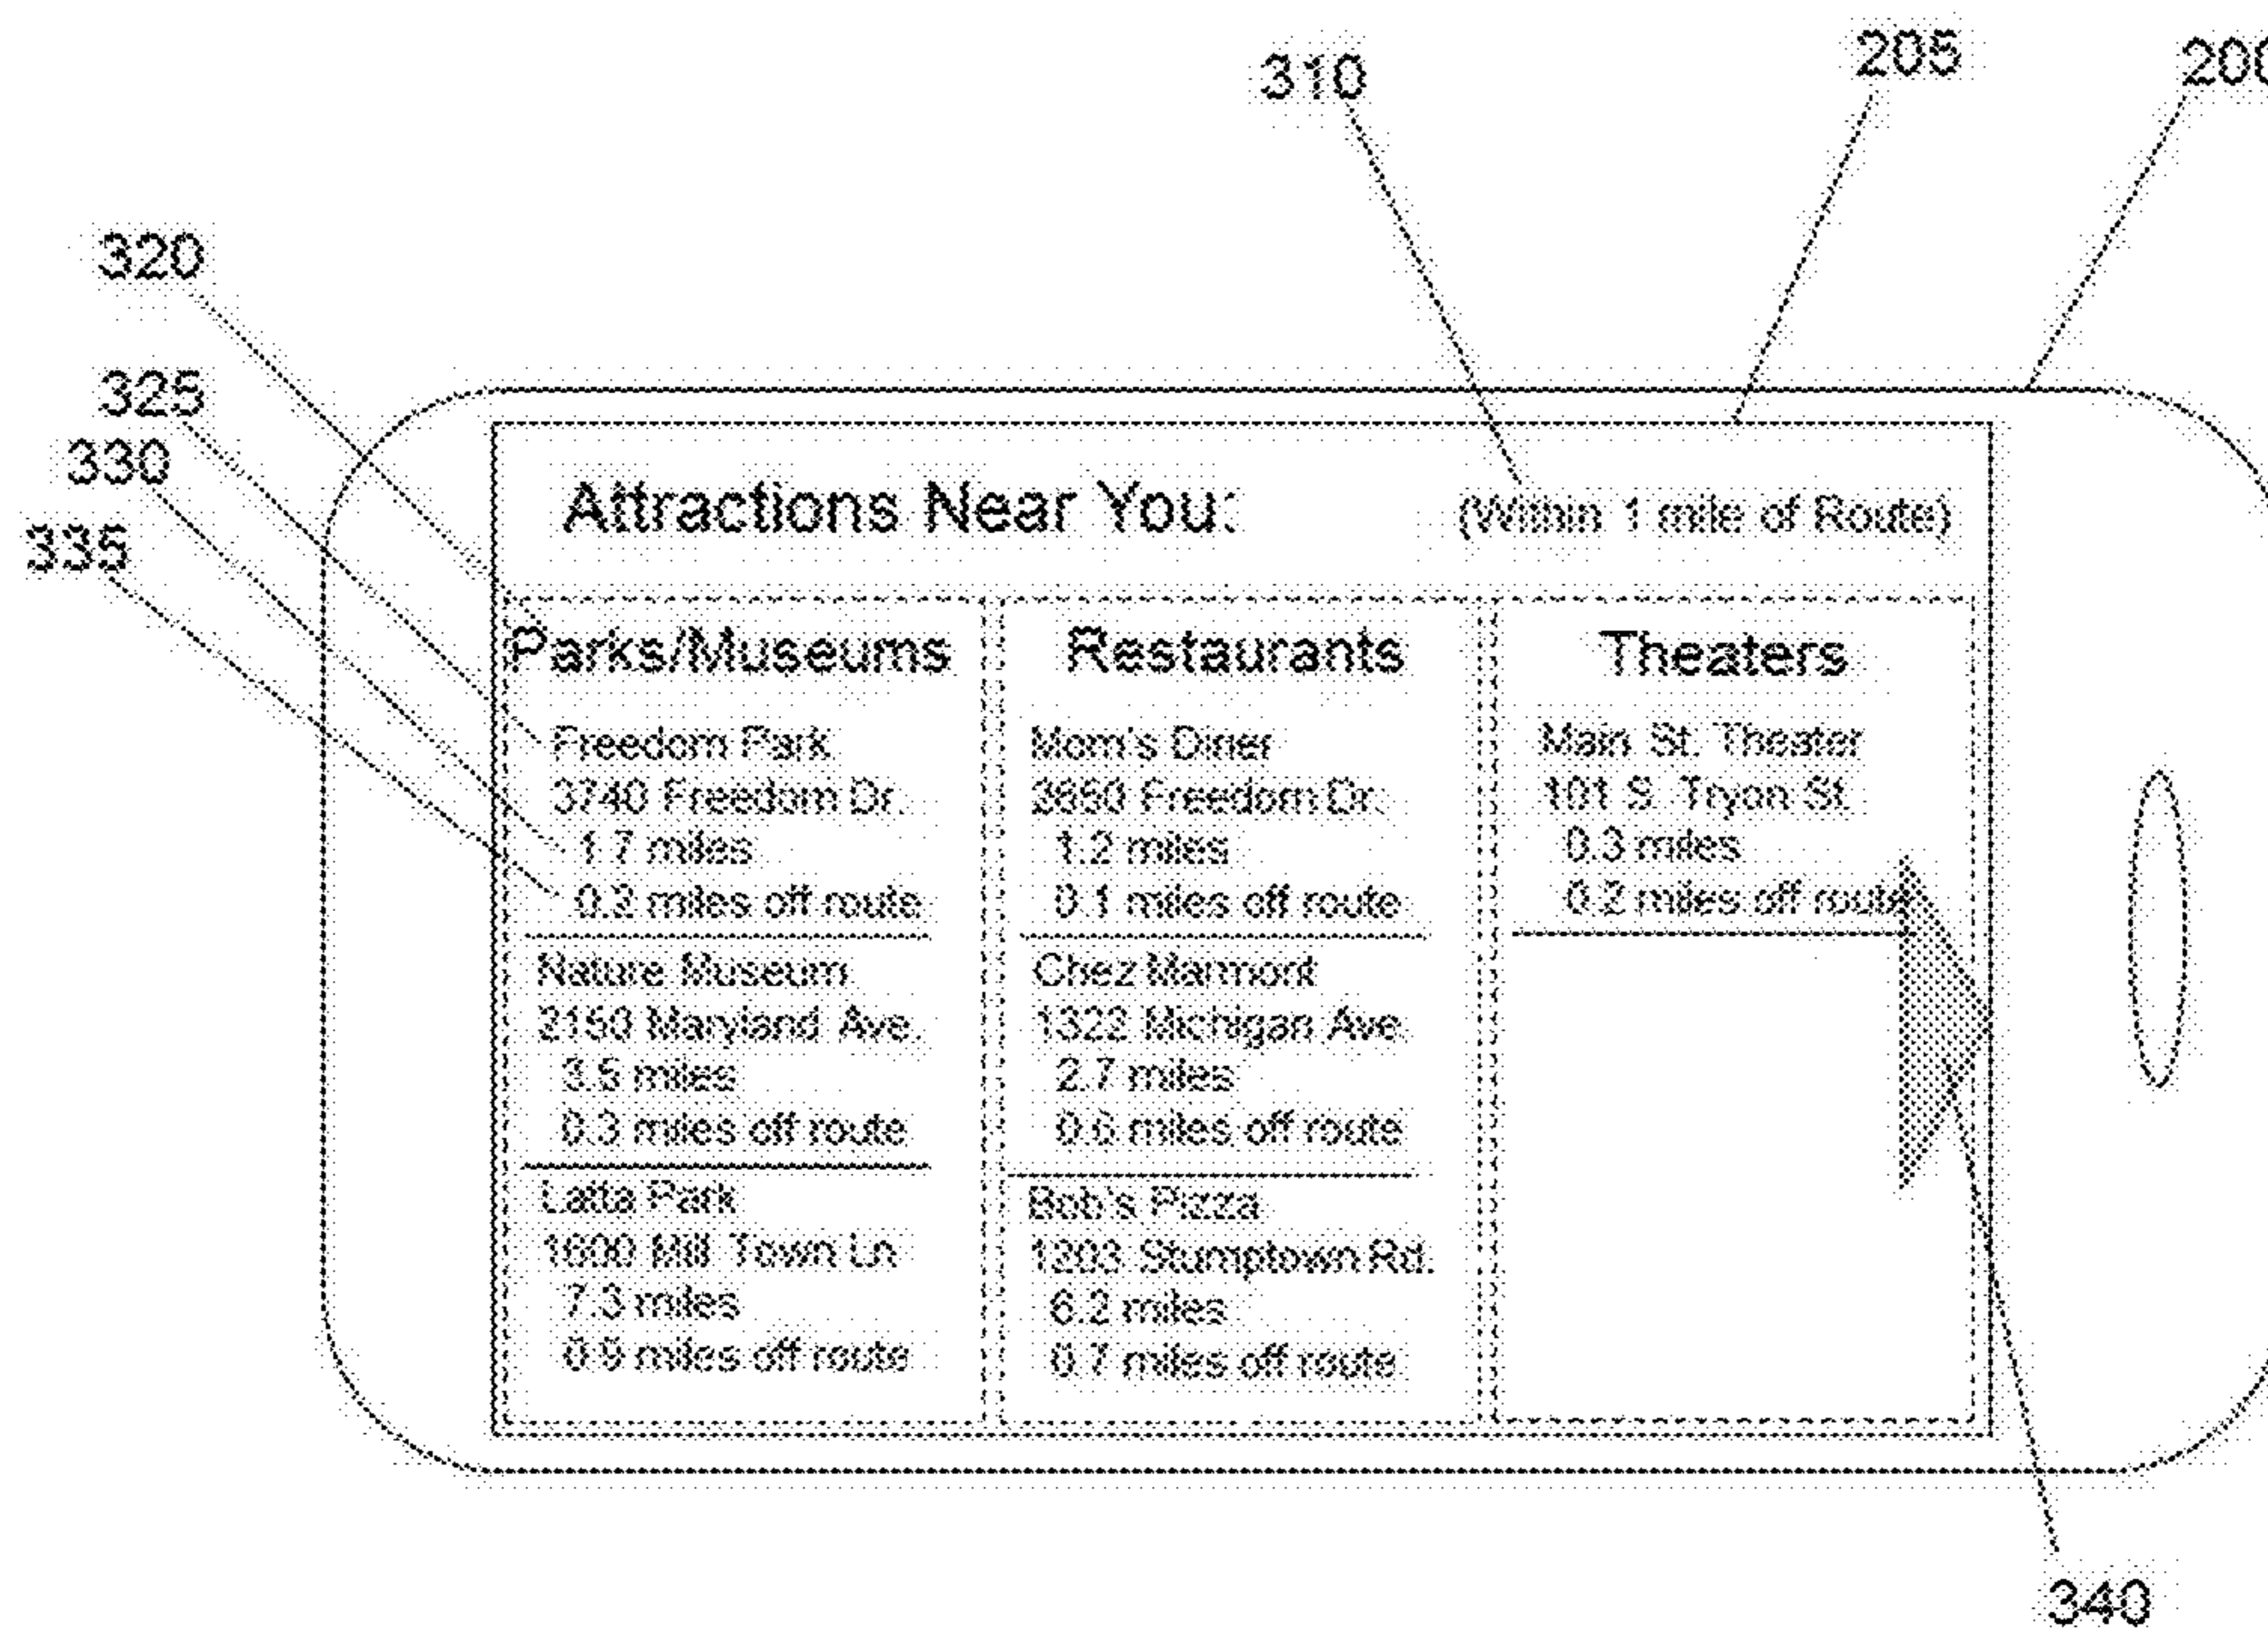 310
205
200
320
325
330
335
Attractions Near You:
(Within 1 mile of Route)
Parks/Museums
Freedom Park
3740 Freedom Dr.
1.7 miles
0.2 miles off route
Nature Museum
2150 Maryland Ave.
3.5 miles
0.3 miles off route
Latta Park
1600 Mill Town Ln
7.3 miles
0.9 miles off route
Restaurants
Mom's Diner
Freedom Dr.
1.2 miles
0.1 miles off route
Chez Marmont
1322 Michigan Ave
2.7 miles
0.6 miles off route
Bob's Pizza
1203 Stumptown Rd.
6.2 miles
0.7 miles off route
Theaters
Main St. Theater
101 S. Tryon St.
0.3 miles
0.2 miles off route
340